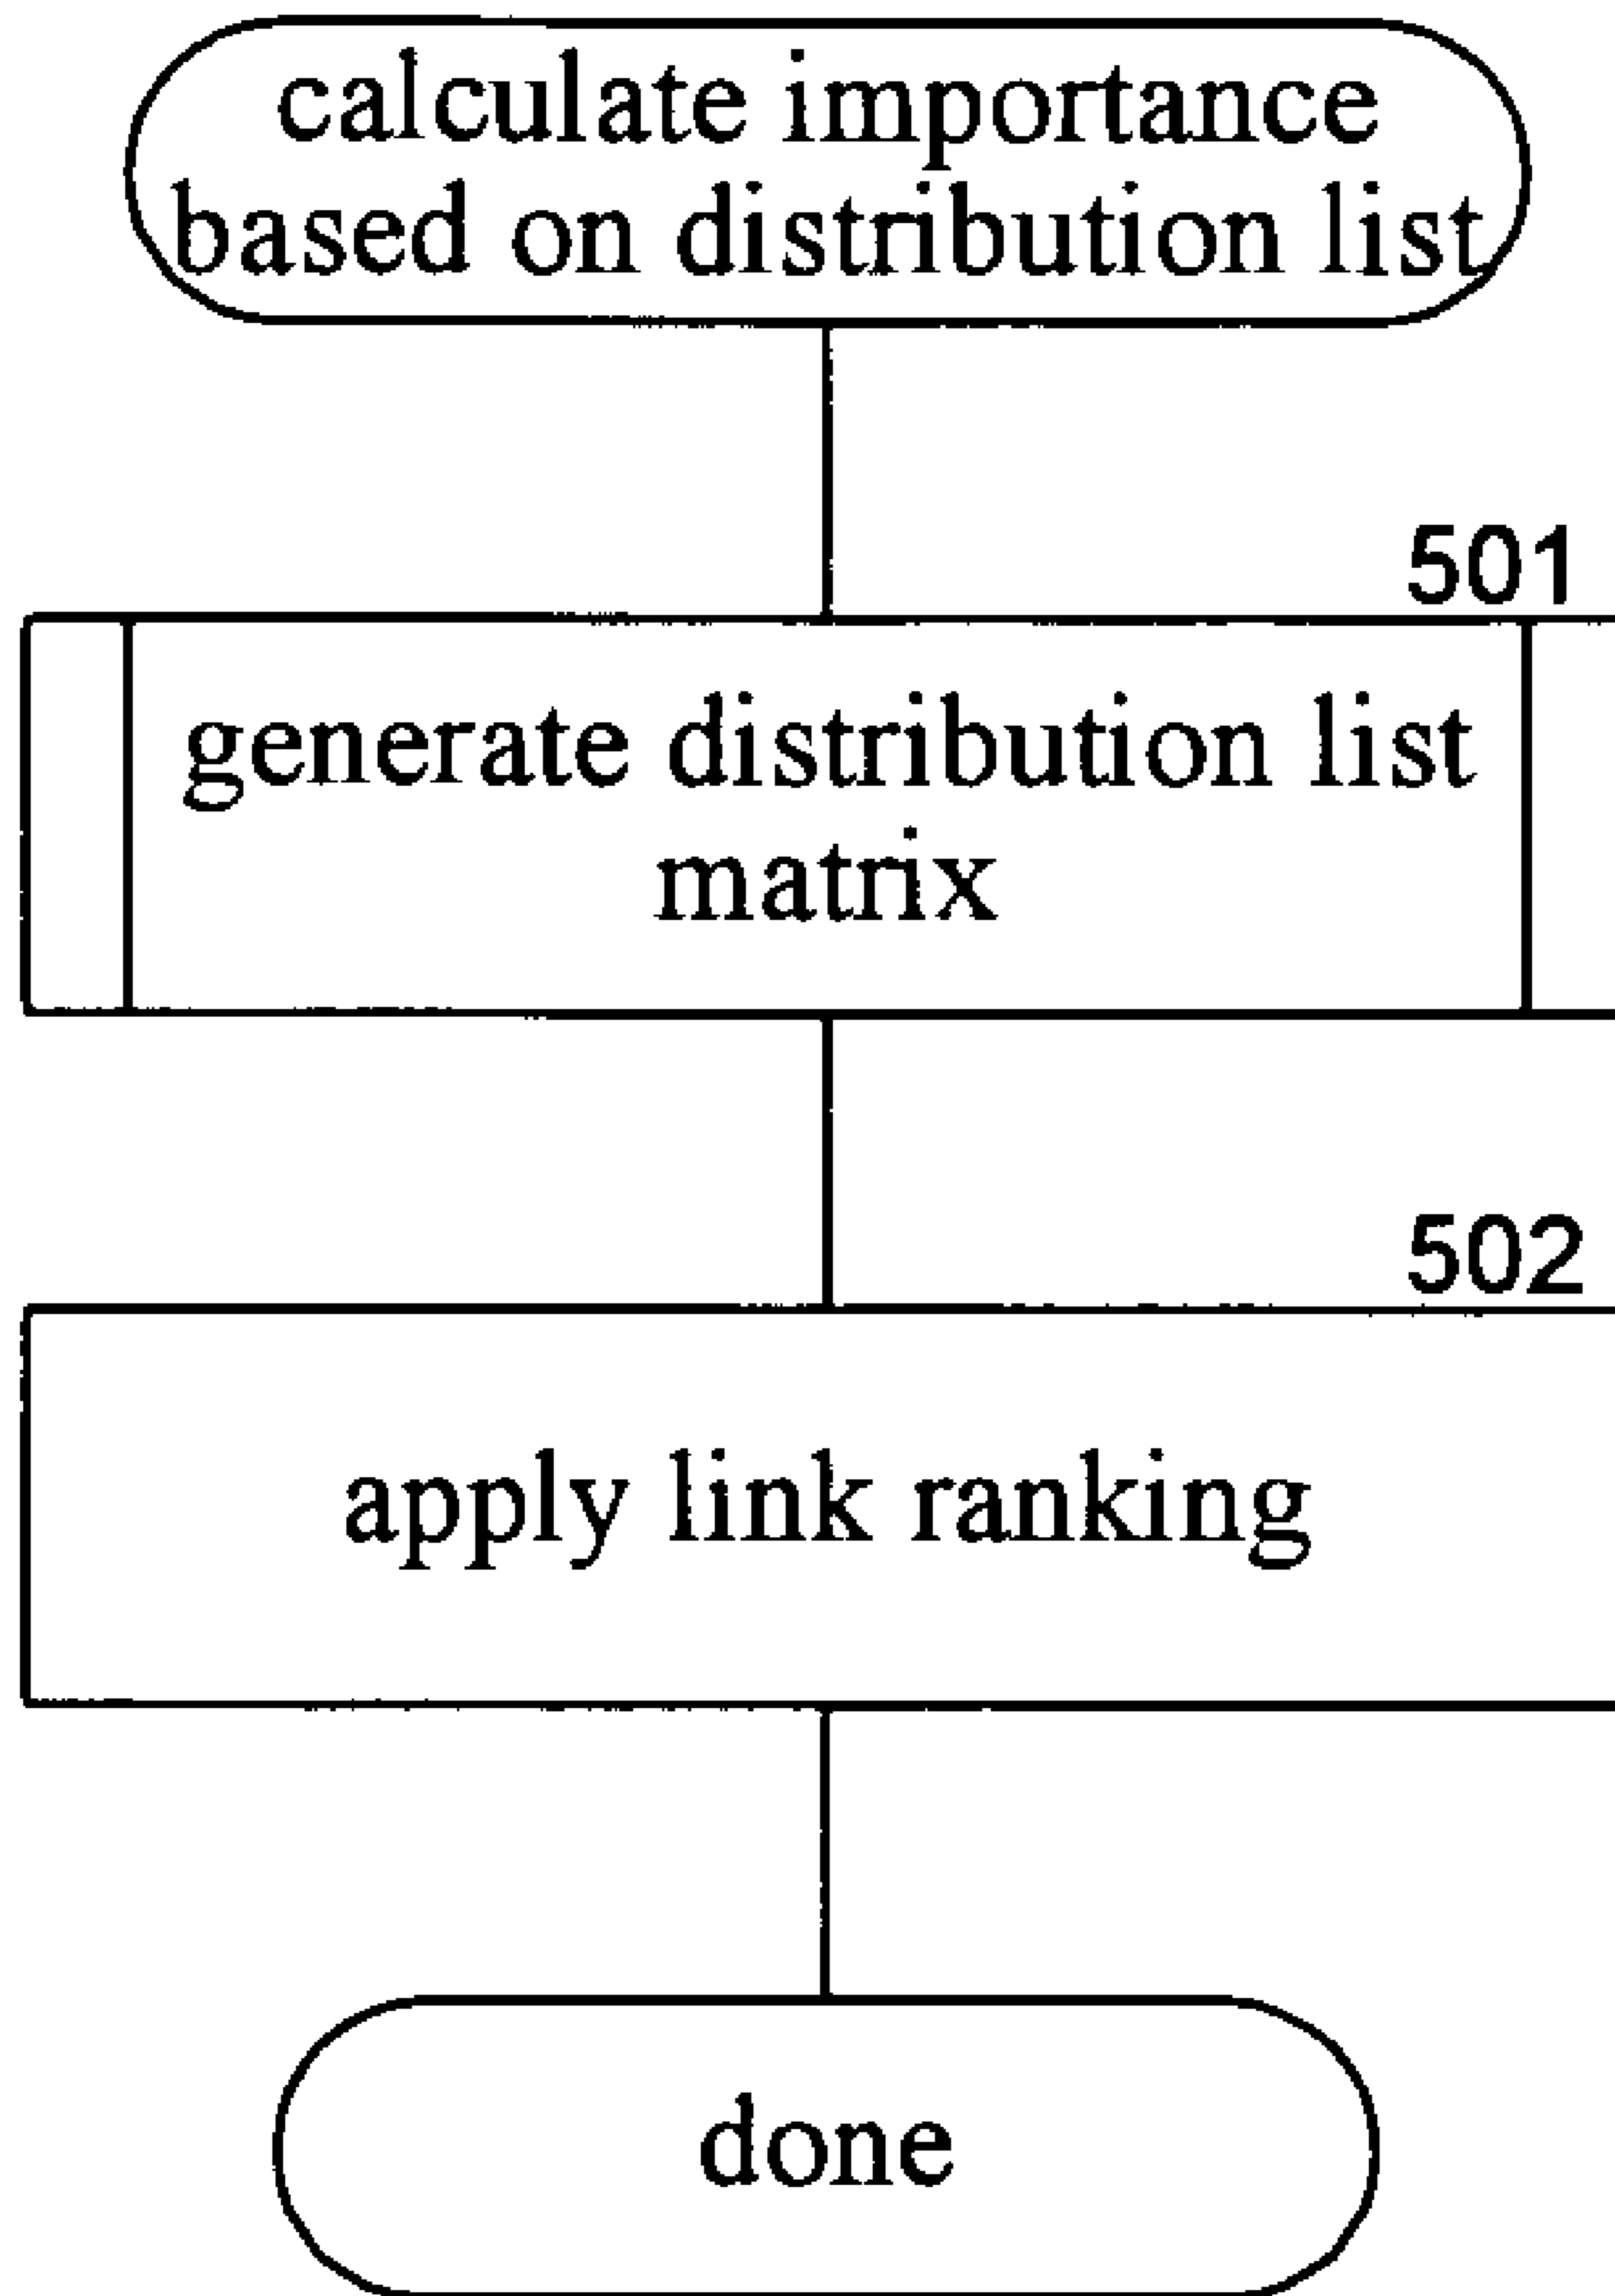 calculate importance
based on distribution list
501
generate distribution list
matrix
502
apply link ranking
done